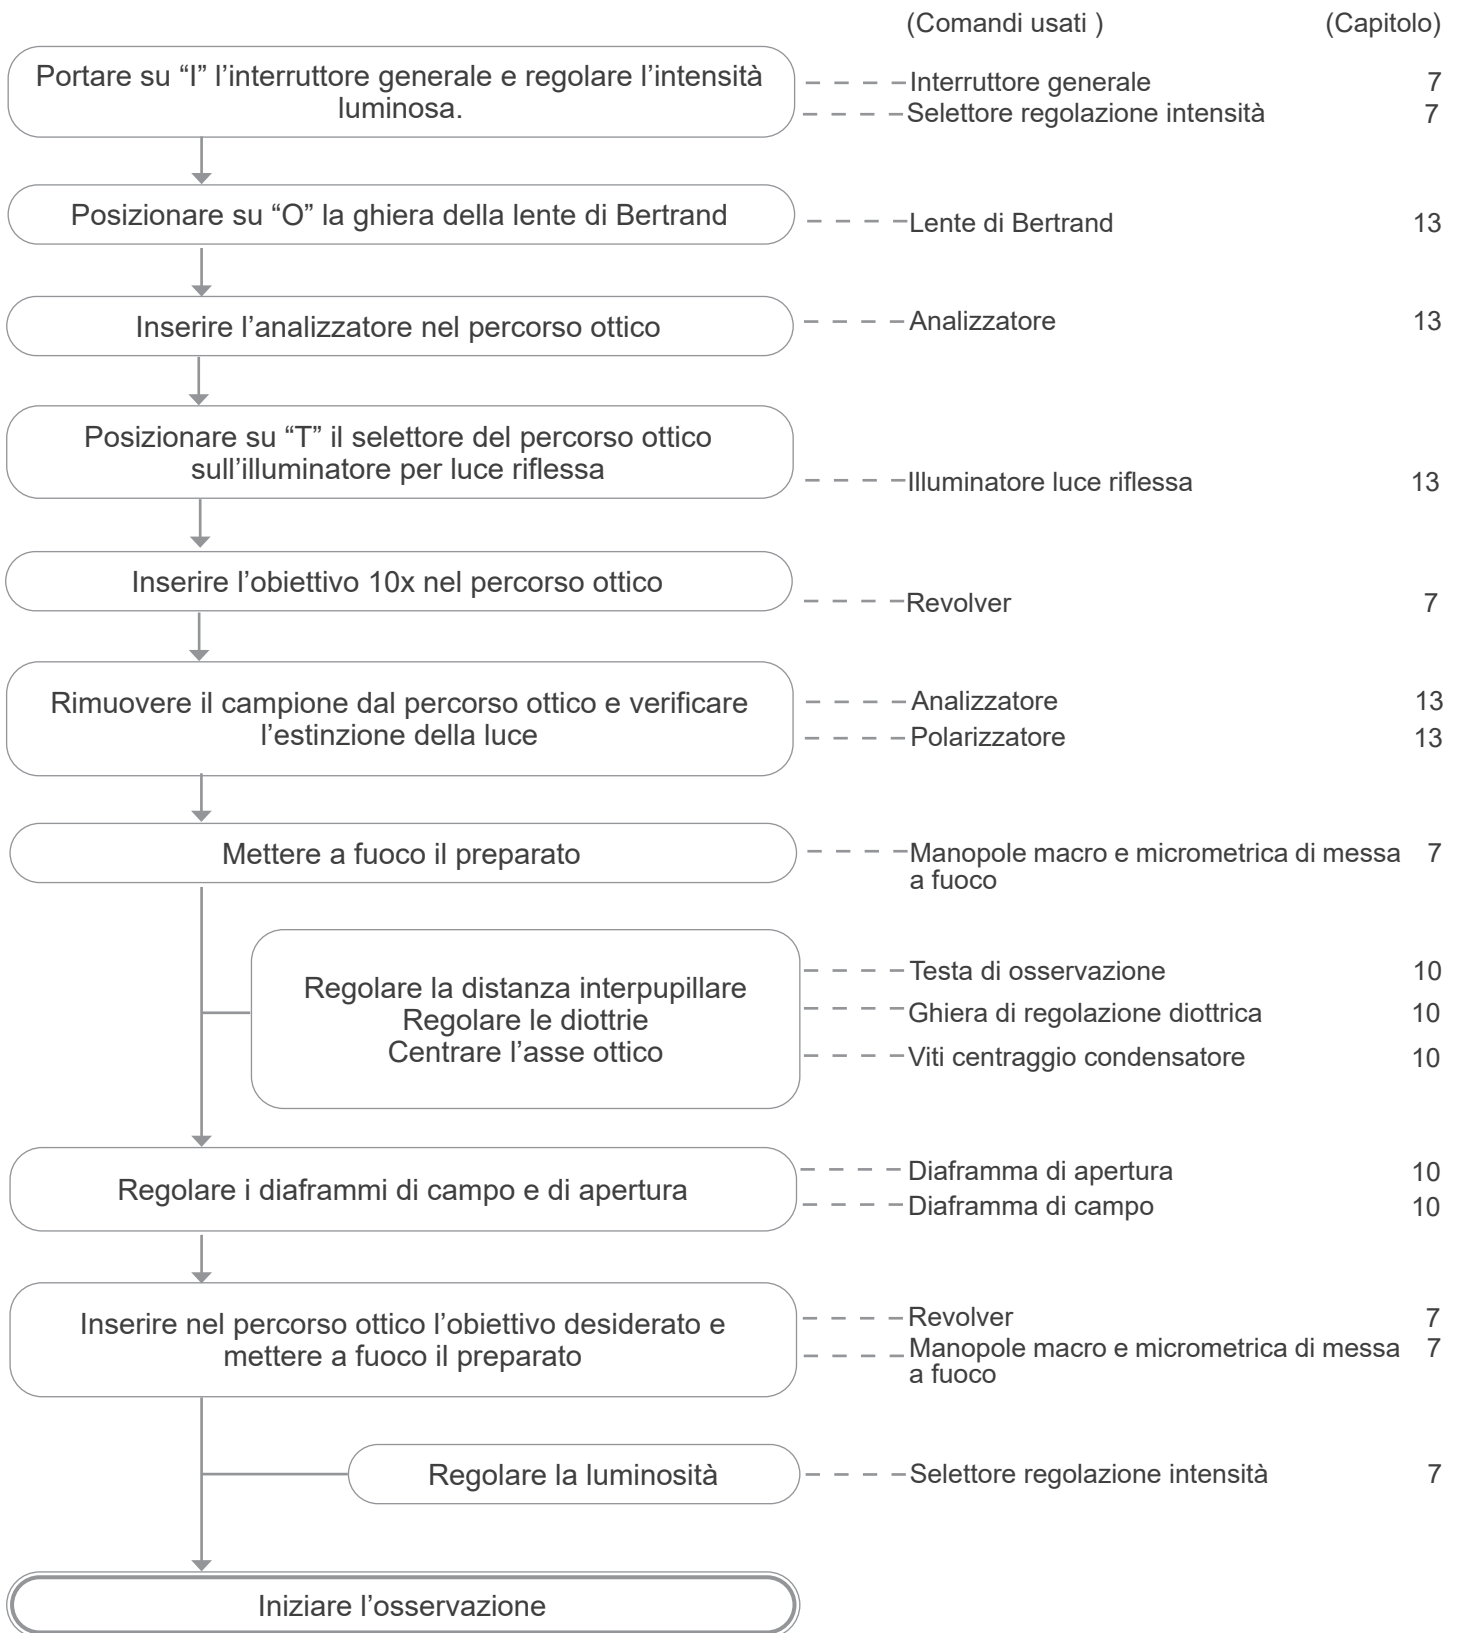 (Comandi usati ) (Capitolo)
Portare su “I” l’interruttore generale e regolare l’intensità
luminosa.
Interruttore generale 7
Selettore regolazione intensità 7
Posizionare su “O” la ghiera della lente di Bertrand
Lente di Bertrand 13
Inserire l’analizzatore nel percorso ottico
Analizzatore 13
Posizionare su “T” il selettore del percorso ottico
sull’illuminatore per luce riflessa
Illuminatore luce riflessa 13
Inserire l’obiettivo 10x nel percorso ottico
Revolver 7
Rimuovere il campione dal percorso ottico e verificare
l’estinzione della luce
Analizzatore 13
Polarizzatore 13
Mettere a fuoco il preparato
Manopole macro e micrometrica di messa 7
a fuoco
Regolare la distanza interpupillare
Regolare le diottrie
Centrare l’asse ottico
Testa di osservazione 10
Ghiera di regolazione diottrica 10
Viti centraggio condensatore 10
Regolare i diaframmi di campo e di apertura
Diaframma di apertura 10
Diaframma di campo 10
Inserire nel percorso ottico l’obiettivo desiderato e
mettere a fuoco il preparato
Revolver 7
Manopole macro e micrometrica di messa 7
a fuoco
Regolare la luminosità
Selettore regolazione intensità 7
Iniziare l’osservazione